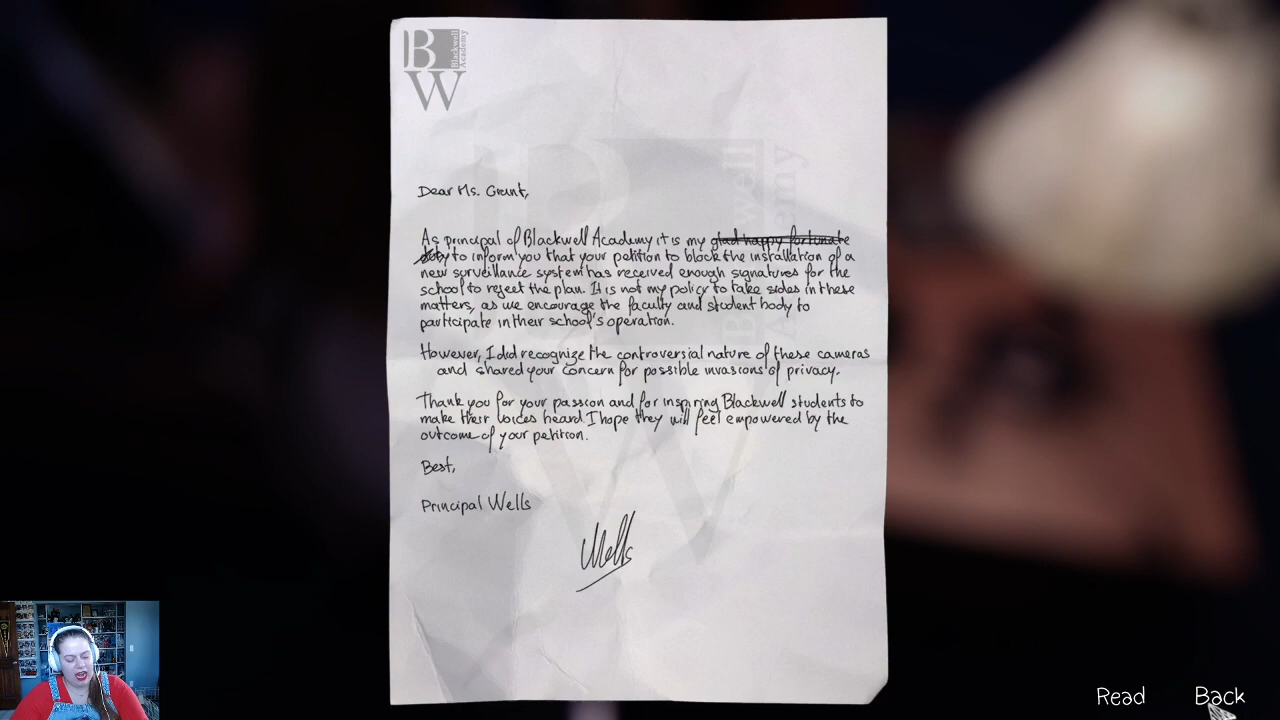 BW
Blackwell
Academy
Dear Ms. Grant,
As principal of Blackwell Academy it is my glad happy fortunate
duty to inform you that your petition to block the installation of a
new surveillance system has received enough signatures for the
school to reject the plan. It is not my policy to take sides in these
matters, as we encourage the faculty and student body to
participate in their school's operation.
However, I did recognize the controversial nature of these cameras
and shared your concern for possible invasions of privacy.
Thank you for your passion and for inspiring Blackwell students to
make their voices heard I hope they will feel empowered by the
outcome of your petition.
Best,
Principal Wells
Wells
Read Back